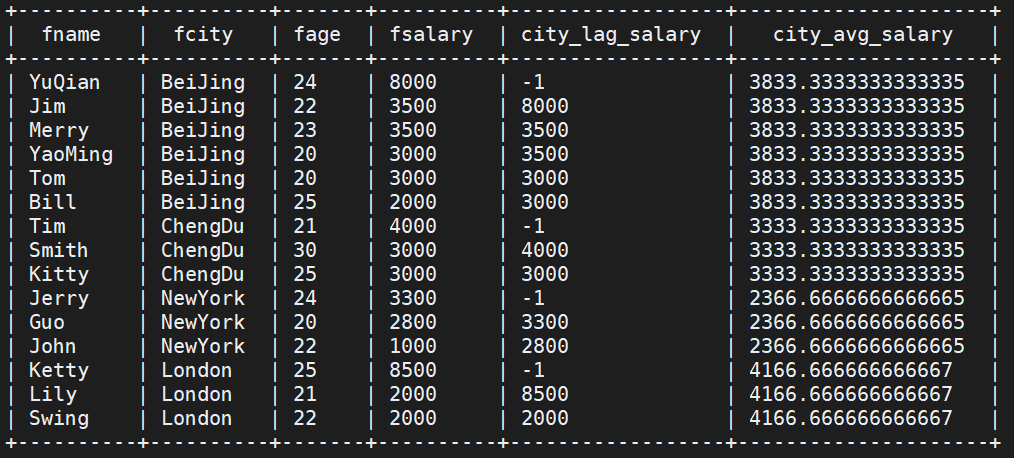 +----------+----------+-------+----------+------------------+---------------------+
|  fname   |  fcity   | fage  | fsalary  | city_lag_salary  |   city_avg_salary   |
+----------+----------+-------+----------+------------------+---------------------+
| YuQian   | BeiJing  | 24    | 8000     | -1               | 3833.3333333333335  |
| Jim      | BeiJing  | 22    | 3500     | 8000             | 3833.3333333333335  |
| Merry    | BeiJing  | 23    | 3500     | 3500             | 3833.3333333333335  |
| YaoMing  | BeiJing  | 20    | 3000     | 3500             | 3833.3333333333335  |
| Tom      | BeiJing  | 20    | 3000     | 3000             | 3833.3333333333335  |
| Bill     | BeiJing  | 25    | 2000     | 3000             | 3833.3333333333335  |
| Tim      | ChengDu  | 21    | 4000     | -1               | 3333.3333333333335  |
| Smith    | ChengDu  | 30    | 3000     | 4000             | 3333.3333333333335  |
| Kitty    | ChengDu  | 25    | 3000     | 3000             | 3333.3333333333335  |
| Jerry    | NewYork  | 24    | 3300     | -1               | 2366.6666666666665  |
| Guo      | NewYork  | 20    | 2800     | 3300             | 2366.6666666666665  |
| John     | NewYork  | 22    | 1000     | 2800             | 2366.6666666666665  |
| Ketty    | London   | 25    | 8500     | -1               | 4166.666666666667   |
| Lily     | London   | 21    | 2000     | 8500             | 4166.666666666667   |
| Swing    | London   | 22    | 2000     | 2000             | 4166.666666666667   |
+----------+----------+-------+----------+------------------+---------------------+